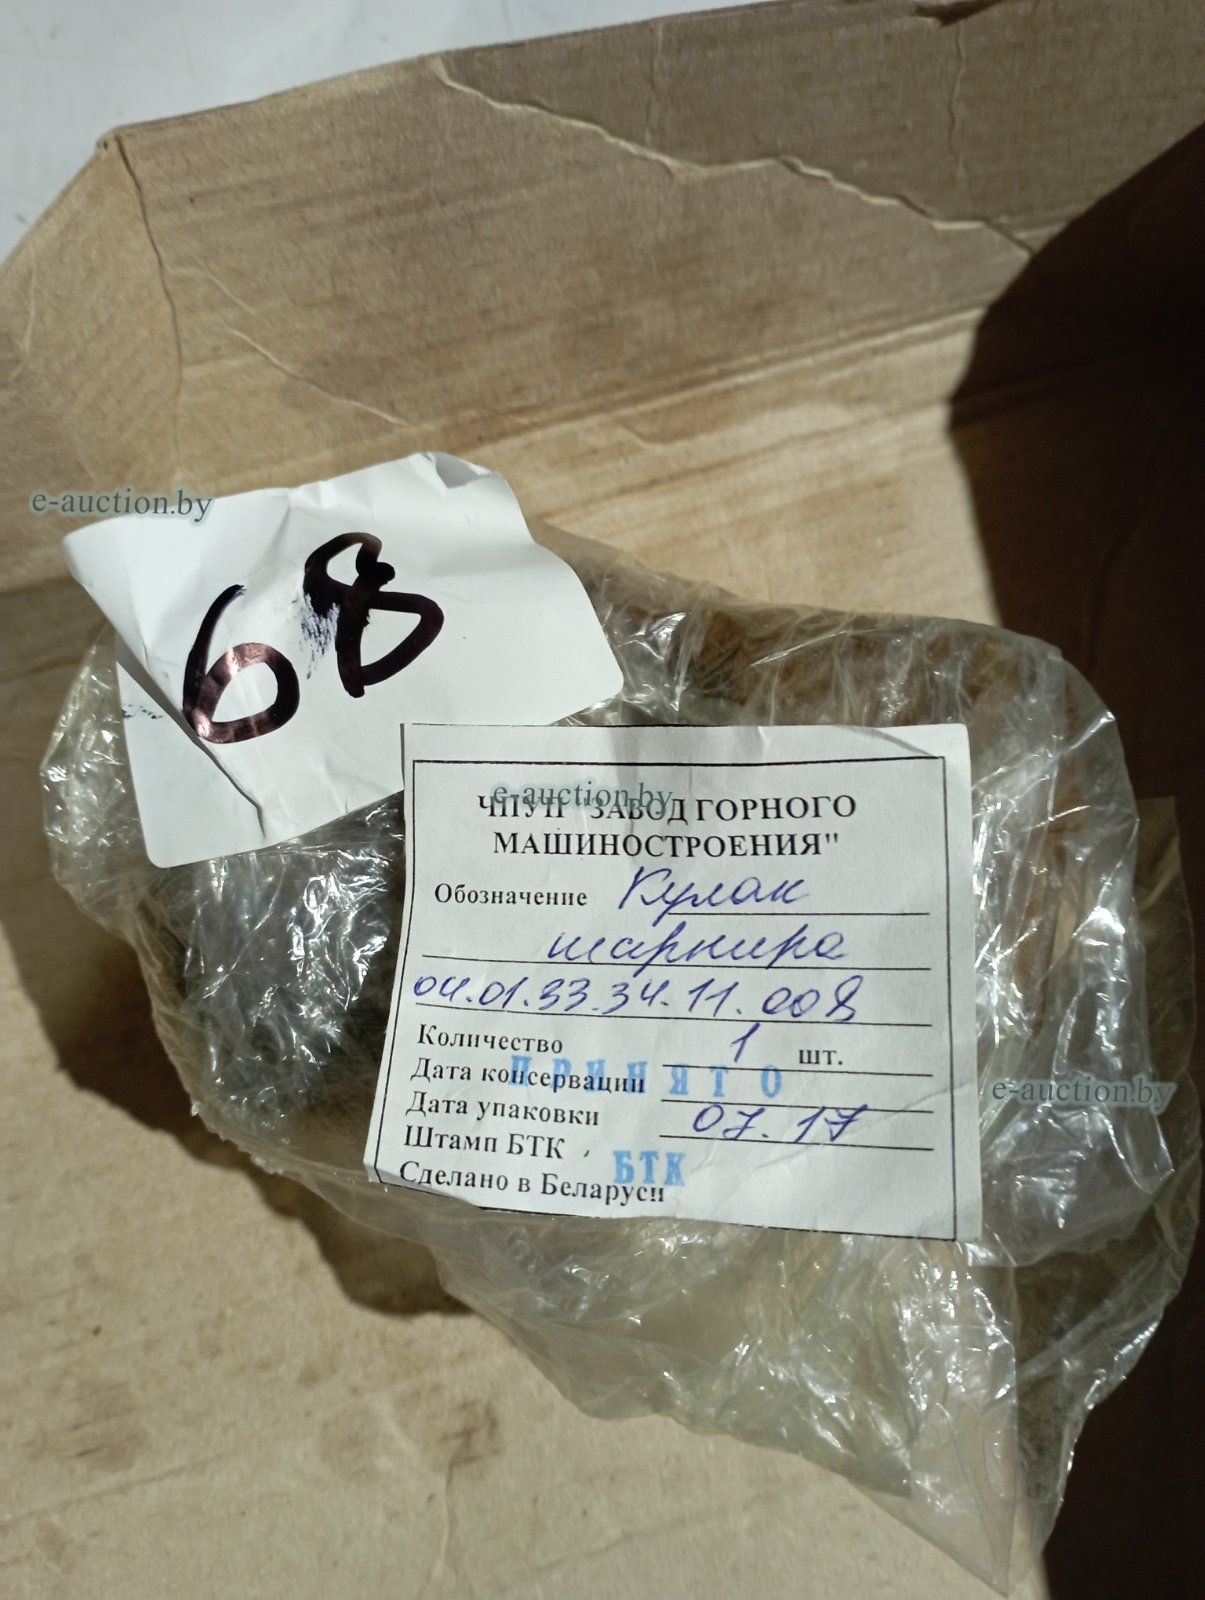 e-auction.by
68
e-auction.by
ЧПУП "ЗАВОД ГОРНОГО
МАШИНОСТРОЕНИЯ"
Обозначение Кулак
шарнира
04.01.33.34.11.008
Количество 1 шт.
Дата консервации
ПРИНЯТО
e-auction.by
Дата упаковки 07.17
Штамп БТК
БТК
Сделано в Беларуси